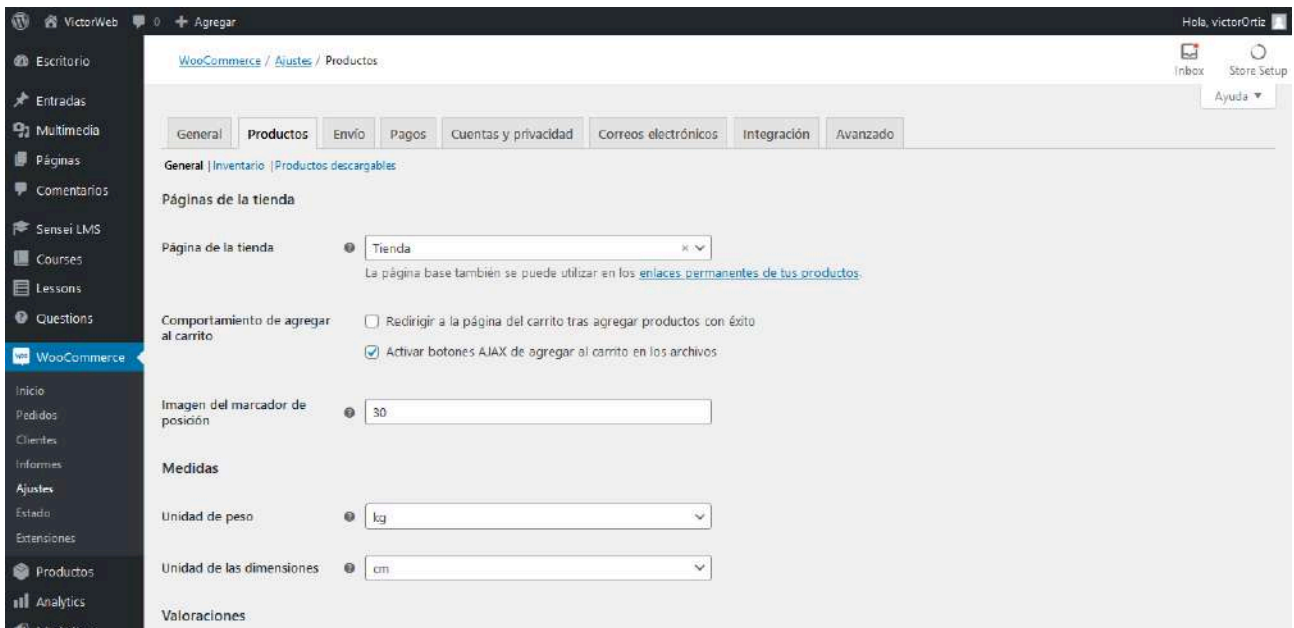 VictorWeb 0 Agregar Hola, victorOrtiz
Escritorio
Entradas
Multimedia
Páginas
Comentarios
Sensei LMS
Courses
Lessons
Questions
WooCommerce
Inicio
Pedidos
Clientes
Informes
Ajustes
Estado
Extensiones
Productos
Analytics
WooCommerce / Ajustes / Productos
Inbox Store Setup
Ayuda
General Productos Envío Pagos Cuentas y privacidad Correos electrónicos Integración Avanzado
General | Inventario | Productos descargables
Páginas de la tienda
Página de la tienda Tienda
La página base también se puede utilizar en los enlaces permanentes de tus productos.
Comportamiento de agregar
al carrito
Redirigir a la página del carrito tras agregar productos con éxito
Activar botones AJAX de agregar al carrito en los archivos
Imagen del marcador de
posición
30
Medidas
Unidad de peso kg
Unidad de las dimensiones cm
Valoraciones